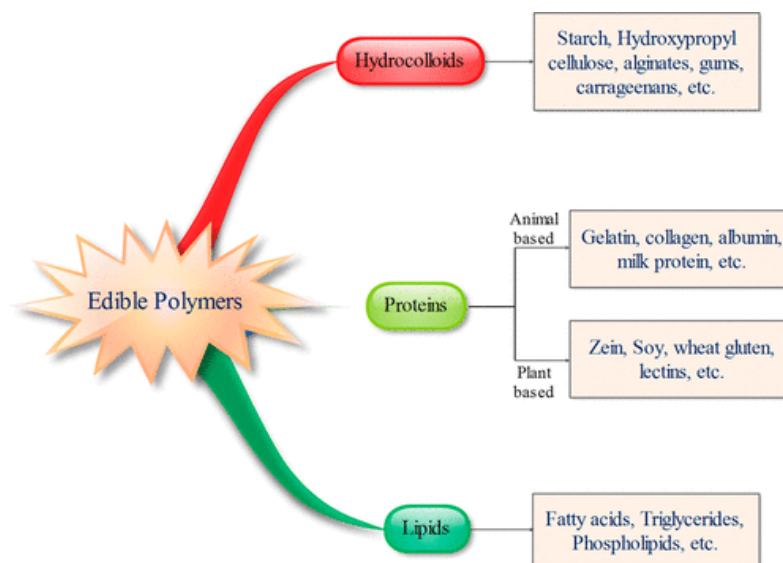 Hydrocolloids
Starch, Hydroxypropyl
cellulose, alginates, gums,
carrageenans, etc.
Edible Polymers
Proteins
Animal
based
Gelatin, collagen, albumin,
milk protein, etc.
Plant
based
Zein, Soy, wheat gluten,
lectins, etc.
Lipids
Fatty acids, Triglycerides,
Phospholipids, etc.